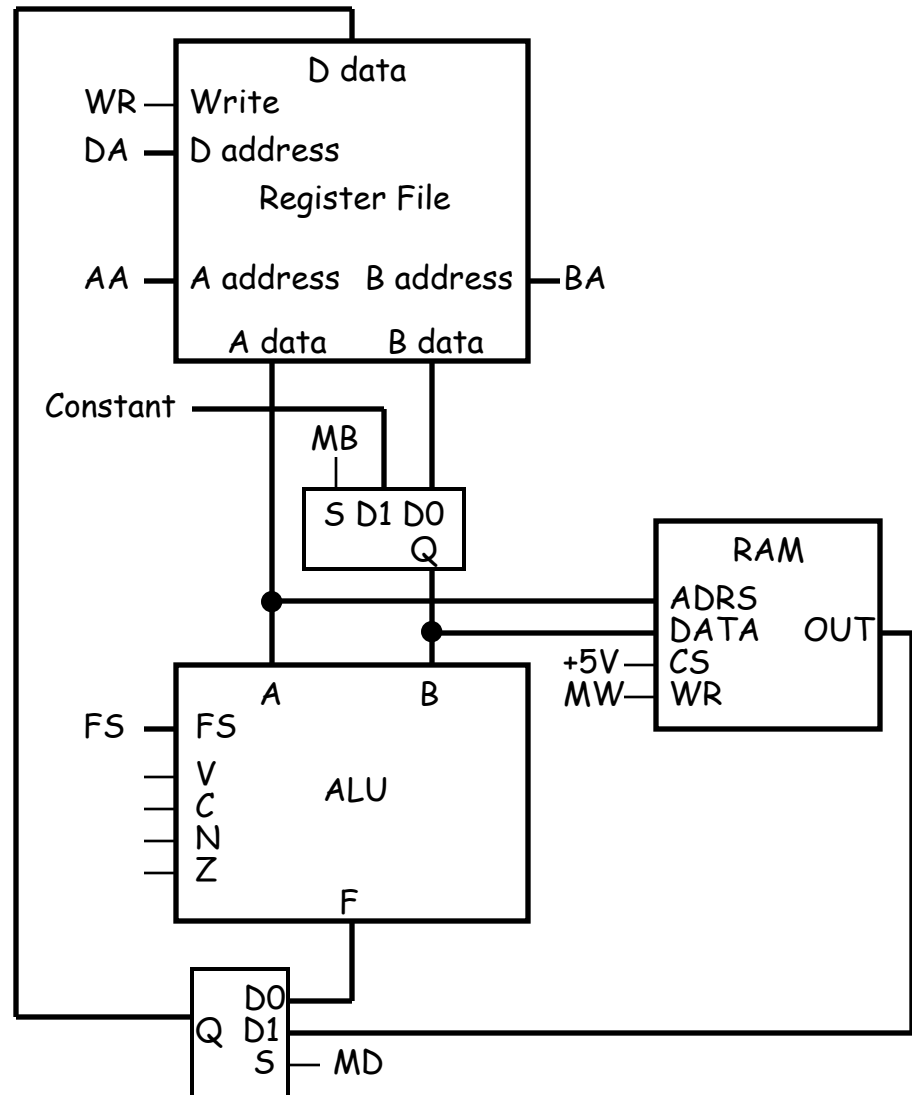 D data
WR Write
DA D address
Register File
AA A address B address BA
A data B data
Constant
MB
S D1 D0
Q
RAM
ADRS
DATA OUT
+5V CS
MW WR
A B
FS FS
V
ALU
C
N
Z
F
D0
Q D1
S MD